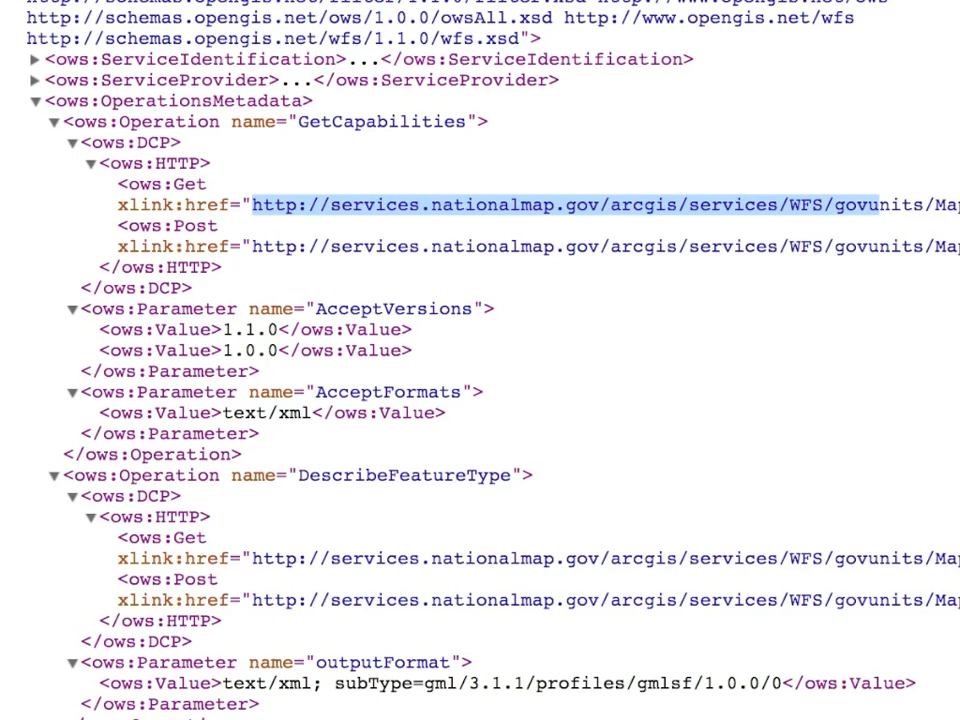 http://schemas.opengis.net/ows/1.0.0/owsAll.xsd http://www.opengis.net/wfs
http://schemas.opengis.net/wfs/1.1.0/wfs.xsd">
<ows:ServiceIdentification>...</ows:ServiceIdentification>
<ows:ServiceProvider>...</ows:ServiceProvider>
<ows:OperationsMetadata>
<ows:Operation name="GetCapabilities">
<ows:DCP>
<ows:HTTP>
<ows:Get
xlink:href="http://services.nationalmap.gov/arcgis/services/WFS/govunits/Map
<ows:Post
xlink:href="http://services.nationalmap.gov/arcgis/services/WFS/govunits/Map
</ows:HTTP>
</ows:DCP>
<ows:Parameter name="AcceptVersions">
<ows:Value>1.1.0</ows:Value>
<ows:Value>1.0.0</ows:Value>
</ows:Parameter>
<ows:Parameter name="AcceptFormats">
<ows:Value>text/xml</ows:Value>
</ows:Parameter>
</ows:Operation>
<ows:Operation name="DescribeFeatureType">
<ows:DCP>
<ows:HTTP>
<ows:Get
xlink:href="http://services.nationalmap.gov/arcgis/services/WFS/govunits/Map
<ows:Post
xlink:href="http://services.nationalmap.gov/arcgis/services/WFS/govunits/Map
</ows:HTTP>
</ows:DCP>
<ows:Parameter name="outputFormat">
<ows:Value>text/xml; subType=gml/3.1.1/profiles/gmlsf/1.0.0/0</ows:Value>
</ows:Parameter>